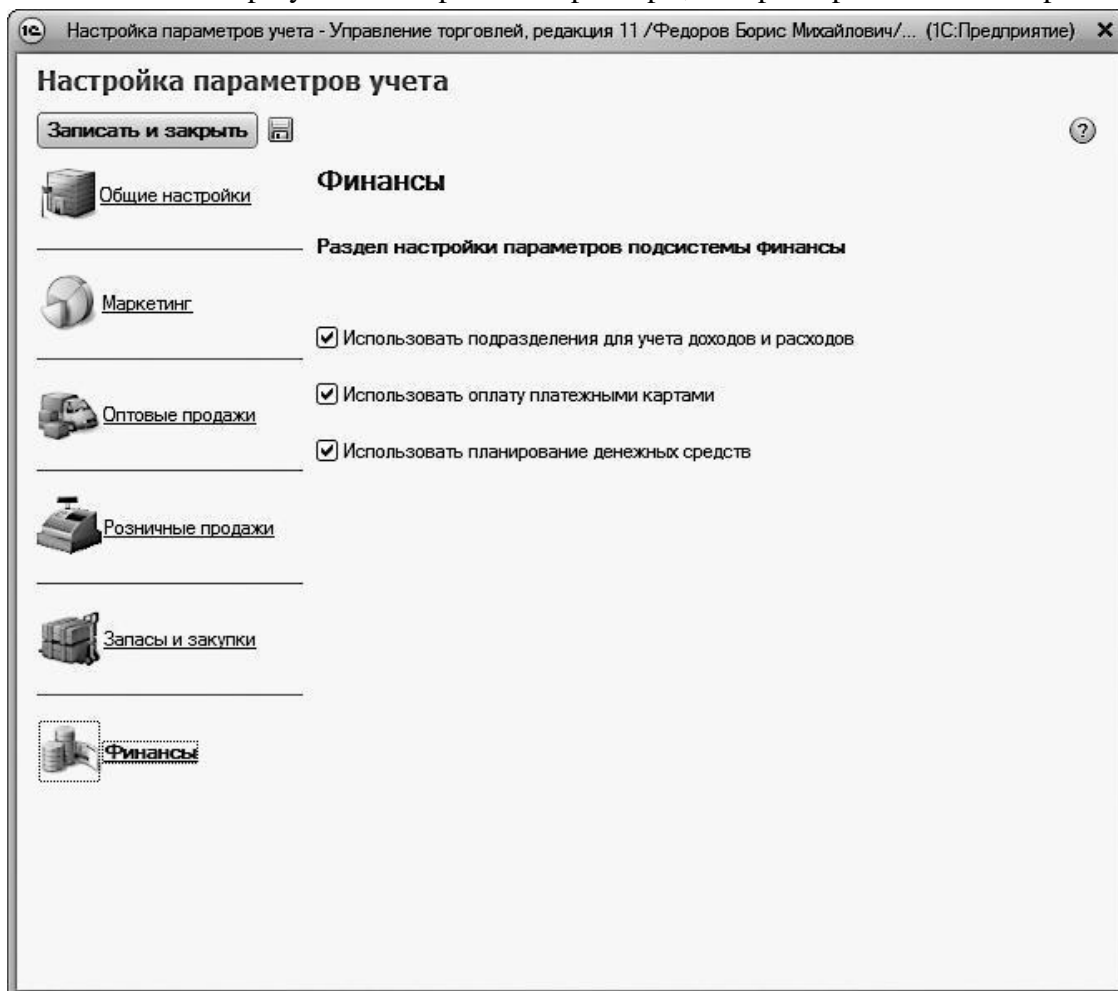 1С Настройка параметров учета - Управление торговлей, редакция 11 /Федоров Борис Михайлович/... (1С:Предприятие)
Настройка параметров учета
Записать и закрыть
?
Общие настройки
Финансы
Раздел настройки параметров подсистемы финансы
Маркетинг
Использовать подразделения для учета доходов и расходов
Использовать оплату платежными картами
Оптовые продажи
Использовать планирование денежных средств
Розничные продажи
Запасы и закупки
Финансы